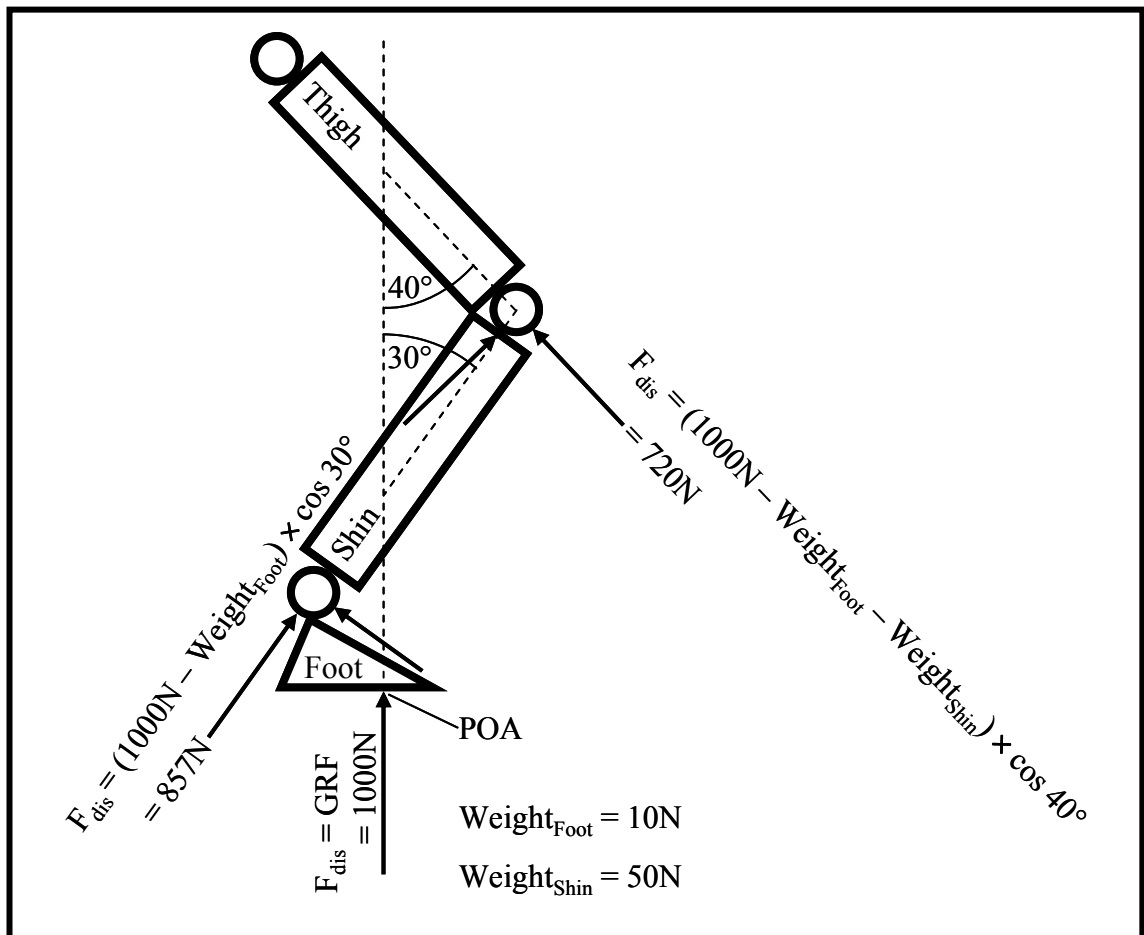 Thigh
40°
30°
F_dis = (1000N – Weight_Foot – Weight_Shin) × cos 40°
= 720N
Shin
F_dis = (1000N – Weight_Foot) × cos 30°
= 857N
Foot
POA
F_dis = GRF
= 1000N
Weight_Foot = 10N
Weight_Shin = 50N